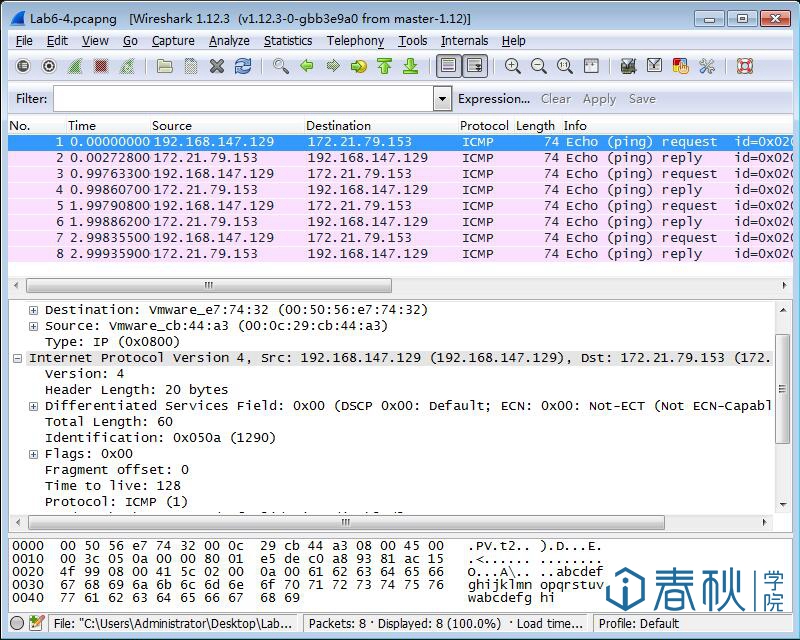 Lab6-4.pcapng [Wireshark 1.12.3 (v1.12.3-0-gbb3e9a0 from master-1.12)]
File Edit View Go Capture Analyze Statistics Telephony Tools Internals Help
Filter: Expression... Clear Apply Save
No. Time Source Destination Protocol Length Info
1 0.00000000 192.168.147.129 172.21.79.153 ICMP 74 Echo (ping) request id=0x020
2 0.00272800 172.21.79.153 192.168.147.129 ICMP 74 Echo (ping) reply id=0x020
3 0.99763300 192.168.147.129 172.21.79.153 ICMP 74 Echo (ping) request id=0x020
4 0.99860700 172.21.79.153 192.168.147.129 ICMP 74 Echo (ping) reply id=0x020
5 1.99790800 192.168.147.129 172.21.79.153 ICMP 74 Echo (ping) request id=0x020
6 1.99886200 172.21.79.153 192.168.147.129 ICMP 74 Echo (ping) reply id=0x020
7 2.99835500 192.168.147.129 172.21.79.153 ICMP 74 Echo (ping) request id=0x020
8 2.99935900 172.21.79.153 192.168.147.129 ICMP 74 Echo (ping) reply id=0x020
Destination: Vmware_e7:74:32 (00:50:56:e7:74:32)
Source: Vmware_cb:44:a3 (00:0c:29:cb:44:a3)
Type: IP (0x0800)
Internet Protocol Version 4, Src: 192.168.147.129 (192.168.147.129), Dst: 172.21.79.153 (172.
Version: 4
Header Length: 20 bytes
Differentiated Services Field: 0x00 (DSCP 0x00: Default; ECN: 0x00: Not-ECT (Not ECN-Capabl
Total Length: 60
Identification: 0x050a (1290)
Flags: 0x00
Fragment offset: 0
Time to live: 128
Protocol: ICMP (1)
0000 00 50 56 e7 74 32 00 0c 29 cb 44 a3 08 00 45 00 .PV.t2.. ).D...E.
0010 00 3c 05 0a 00 00 80 01 e5 de c0 a8 93 81 ac 15 .<...... ........
0020 4f 99 08 00 41 5c 02 00 0a 00 61 62 63 64 65 66 O...A\.. ..abcdef
0030 67 68 69 6a 6b 6c 6d 6e 6f 70 71 72 73 74 75 76 ghijklmn opqrstuv
0040 77 61 62 63 64 65 66 67 68 69 wabcdefg hi
春秋 学院
File: "C:\Users\Administrator\Desktop\Lab... Packets: 8 · Displayed: 8 (100.0%) · Load time... Profile: Default